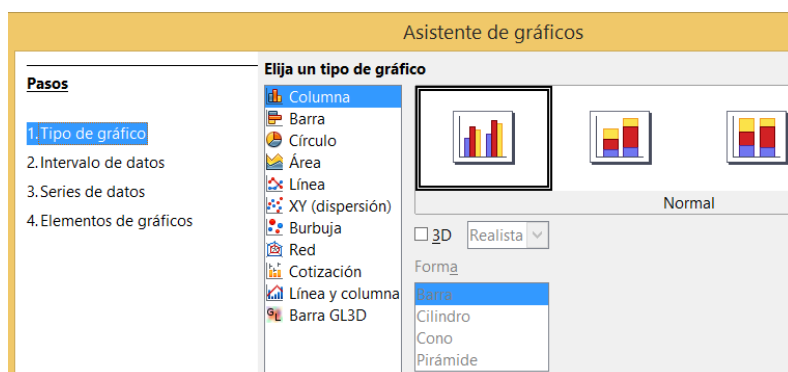 Asistente de gráficos
Pasos
1.Tipo de gráfico
2.Intervalo de datos
3.Series de datos
4.Elementos de gráficos
Elija un tipo de gráfico
Columna
Barra
Círculo
Área
Línea
XY (dispersión)
Burbuja
Red
Cotización
Línea y columna
Barra GL3D
Normal
3D Realista
Forma
Barra
Cilindro
Cono
Pirámide